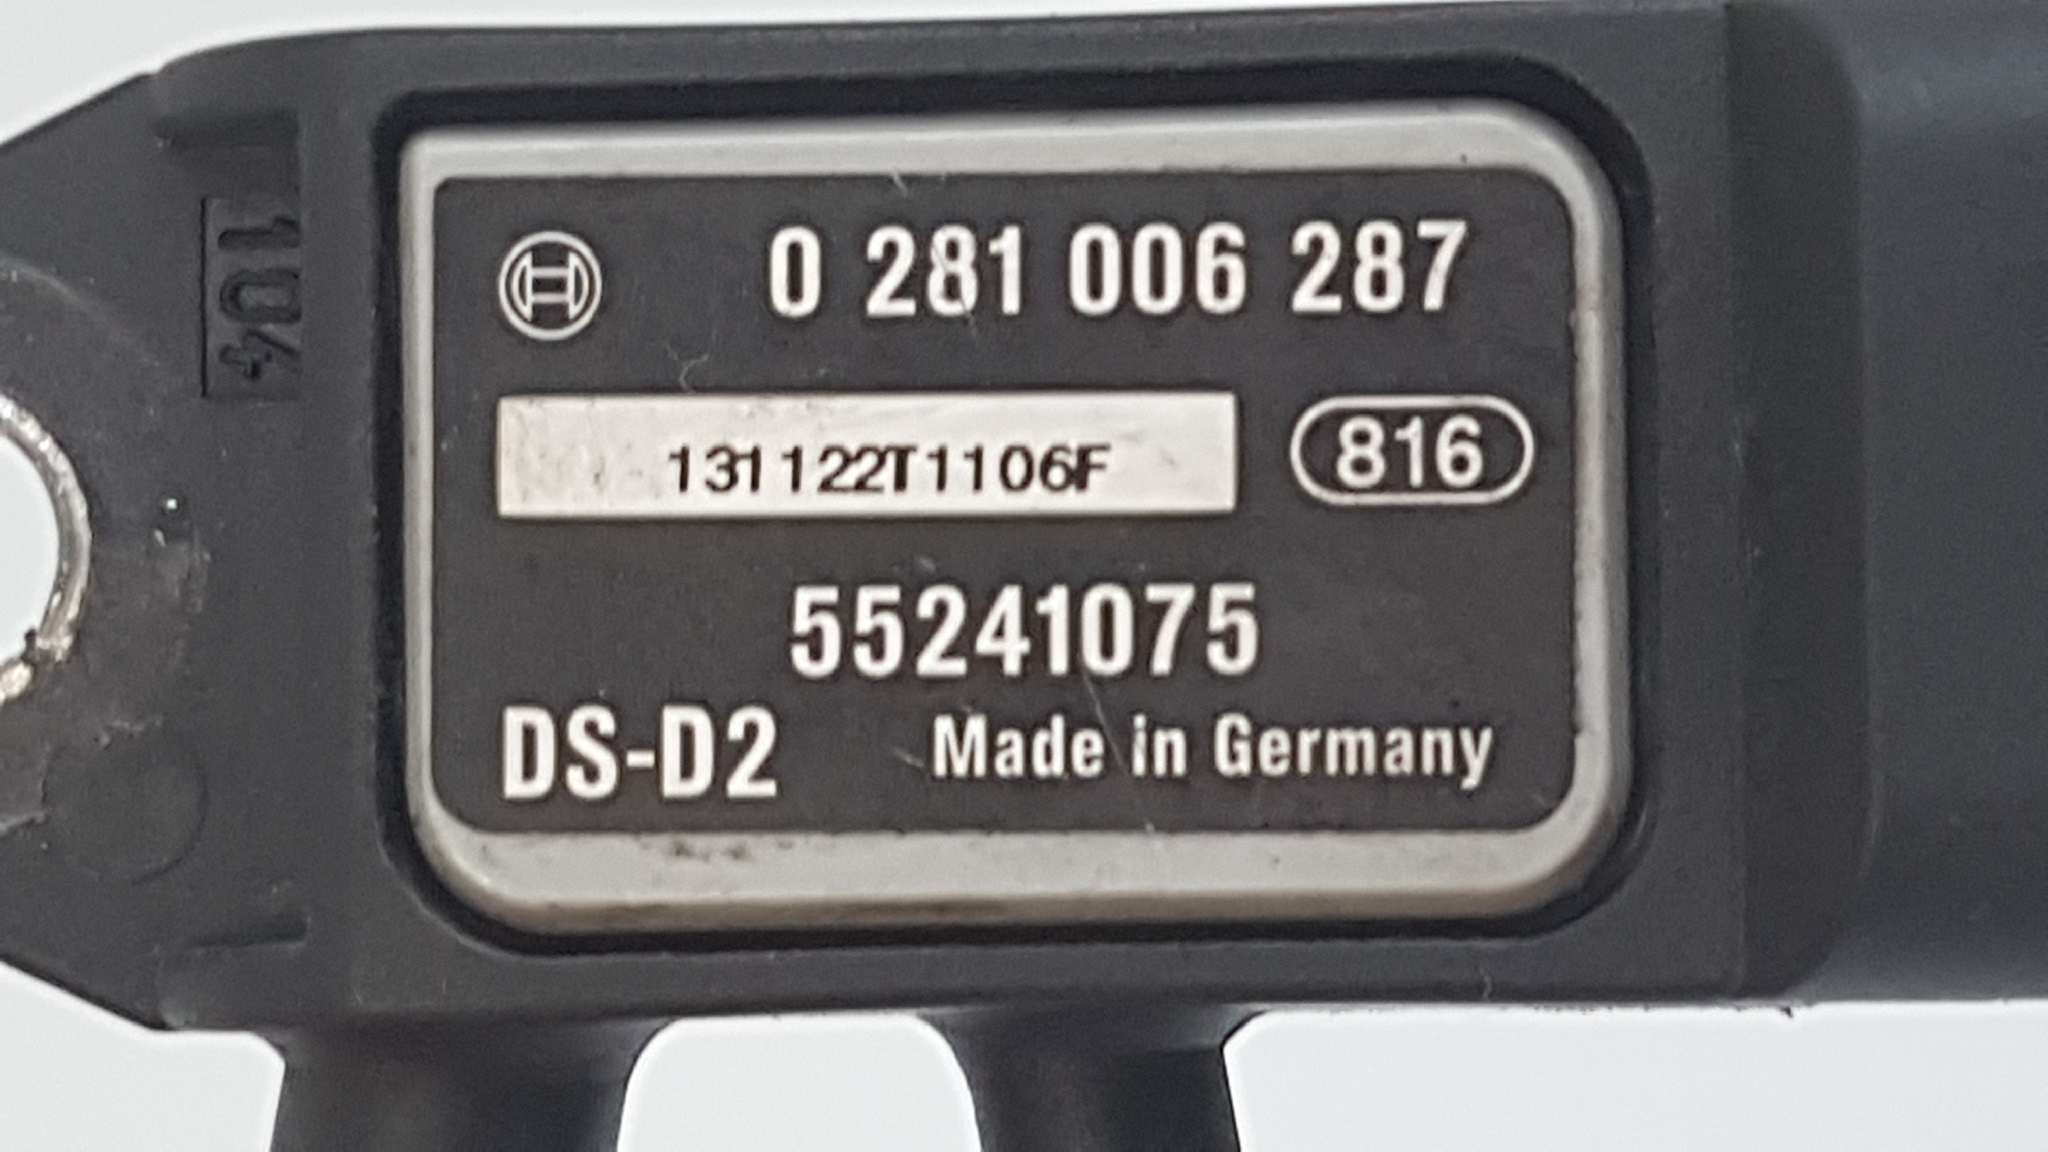 104
0 281 006 287
131122T1106F
816
55241075
DS-D2 Made in Germany